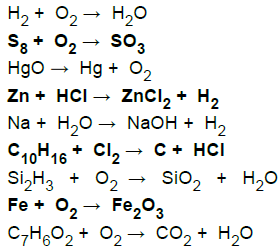 H₂ + O₂ → H₂O
S₈ + O₂ → SO₃
HgO → Hg + O₂
Zn + HCl → ZnCl₂ + H₂
Na + H₂O → NaOH + H₂
C₁₀H₁₆ + Cl₂ → C + HCl
Si₂H₃ + O₂ → SiO₂ + H₂O
Fe + O₂ → Fe₂O₃
C₇H₆O₂ + O₂ → CO₂ + H₂O